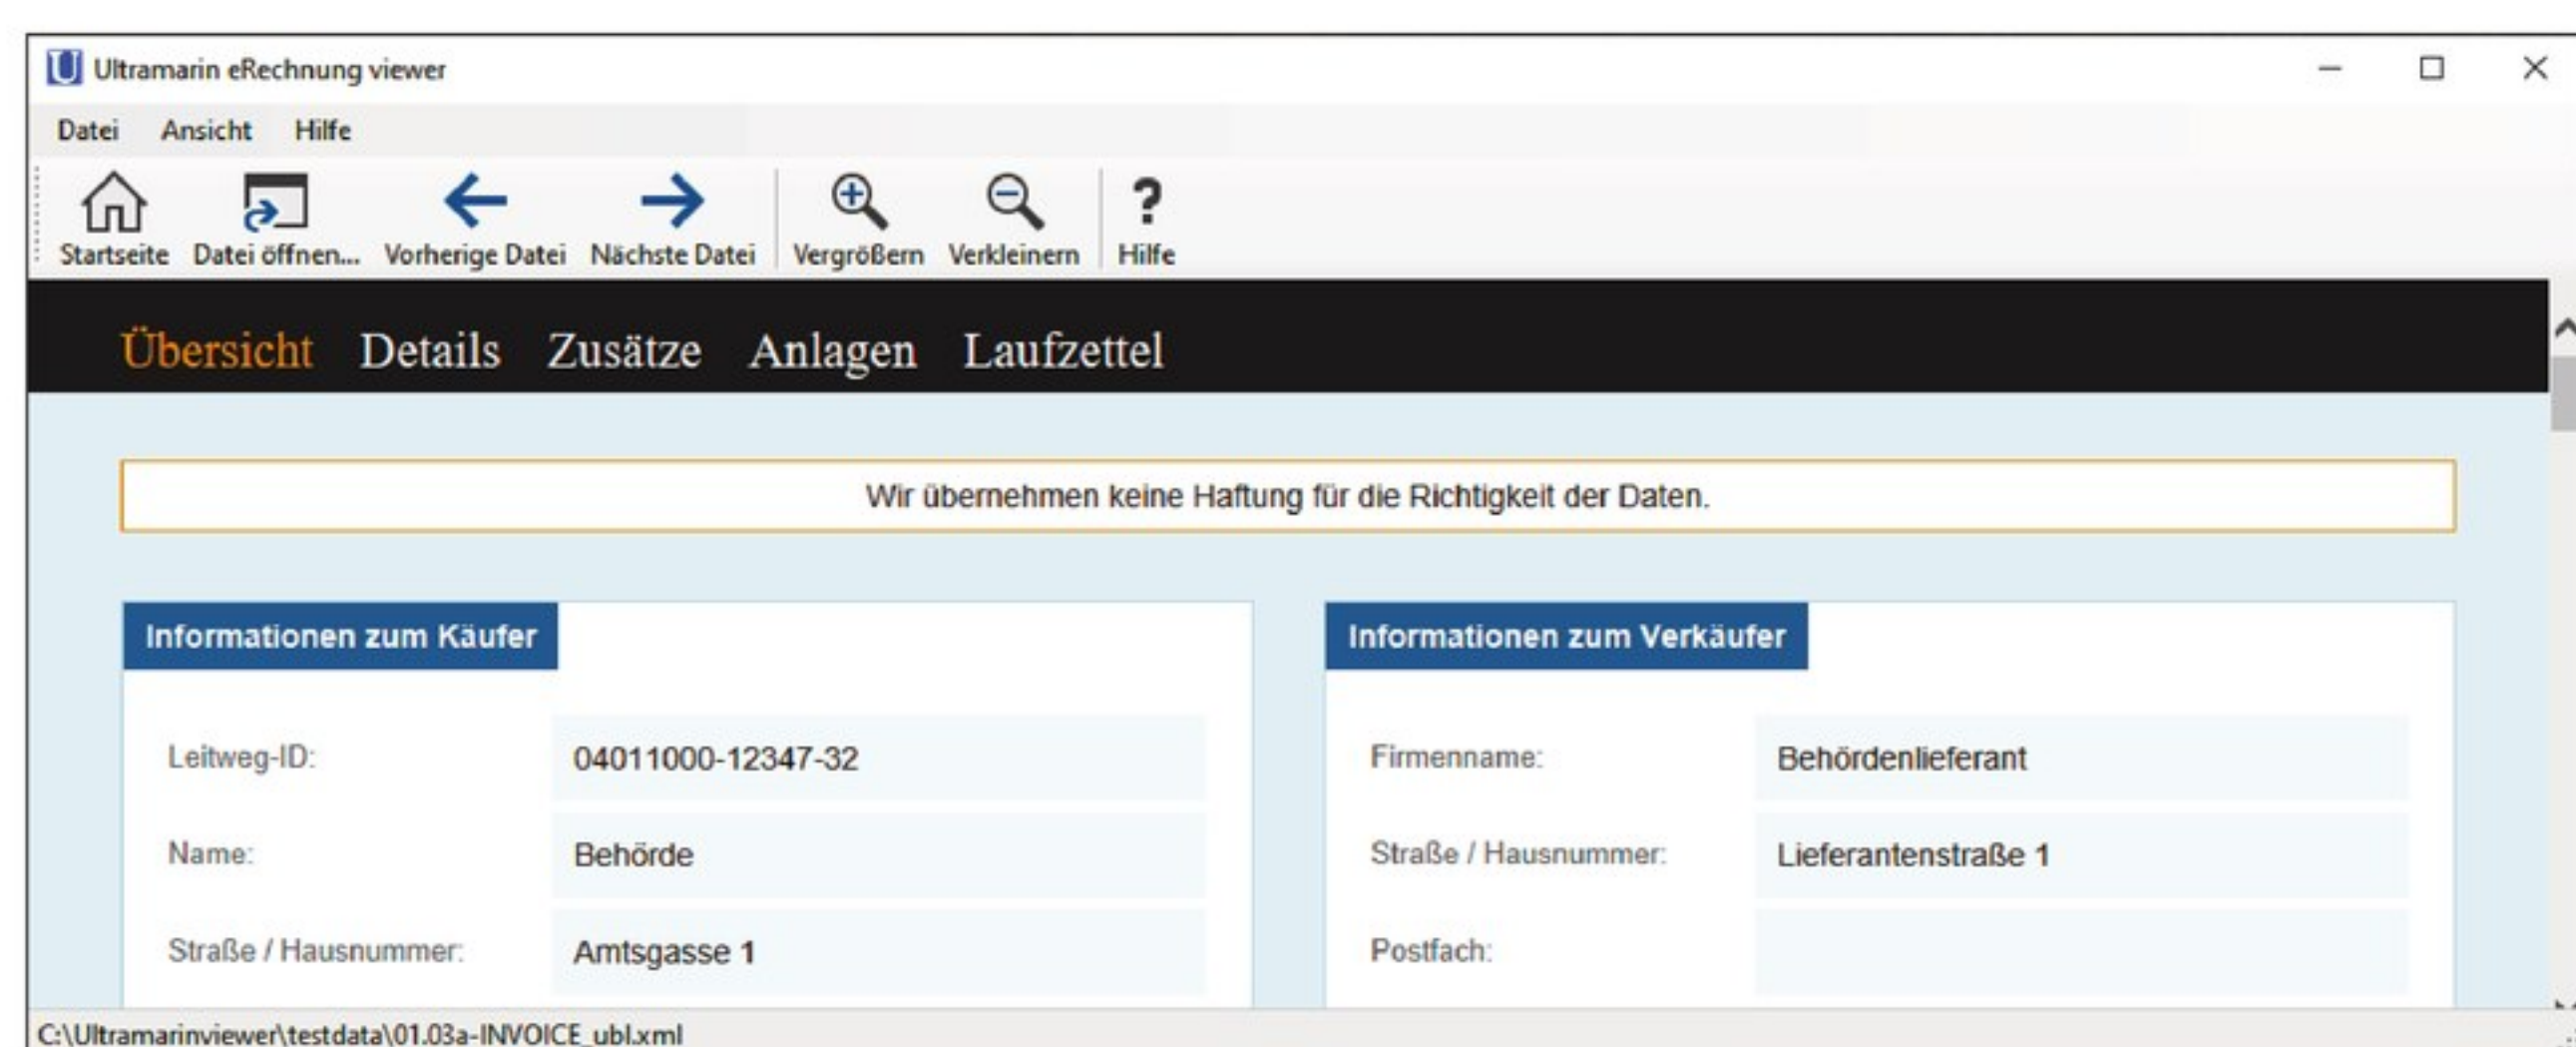 Ultramarin eRechnung viewer
Datei Ansicht Hilfe
Startseite Datei öffnen... Vorherige Datei Nächste Datei Vergrößern Verkleinern Hilfe
Übersicht Details Zusätze Anlagen Laufzettel
Wir übernehmen keine Haftung für die Richtigkeit der Daten.
Informationen zum Käufer
Leitweg-ID: 04011000-12347-32
Name: Behörde
Straße / Hausnummer: Amtsgasse 1
Informationen zum Verkäufer
Firmenname: Behördenlieferant
Straße / Hausnummer: Lieferantenstraße 1
Postfach:
C:\Ultramarinviewer\testdata\01.03a-INVOICE_ubl.xml